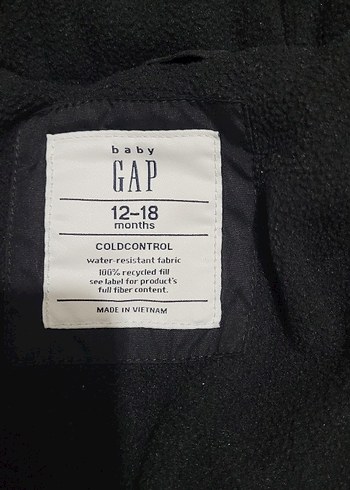 baby
GAP
12-18
months
COLDCONTROL
water-resistant fabric
100% recycled fill
see label for product's
full fiber content.
MADE IN VIETNAM